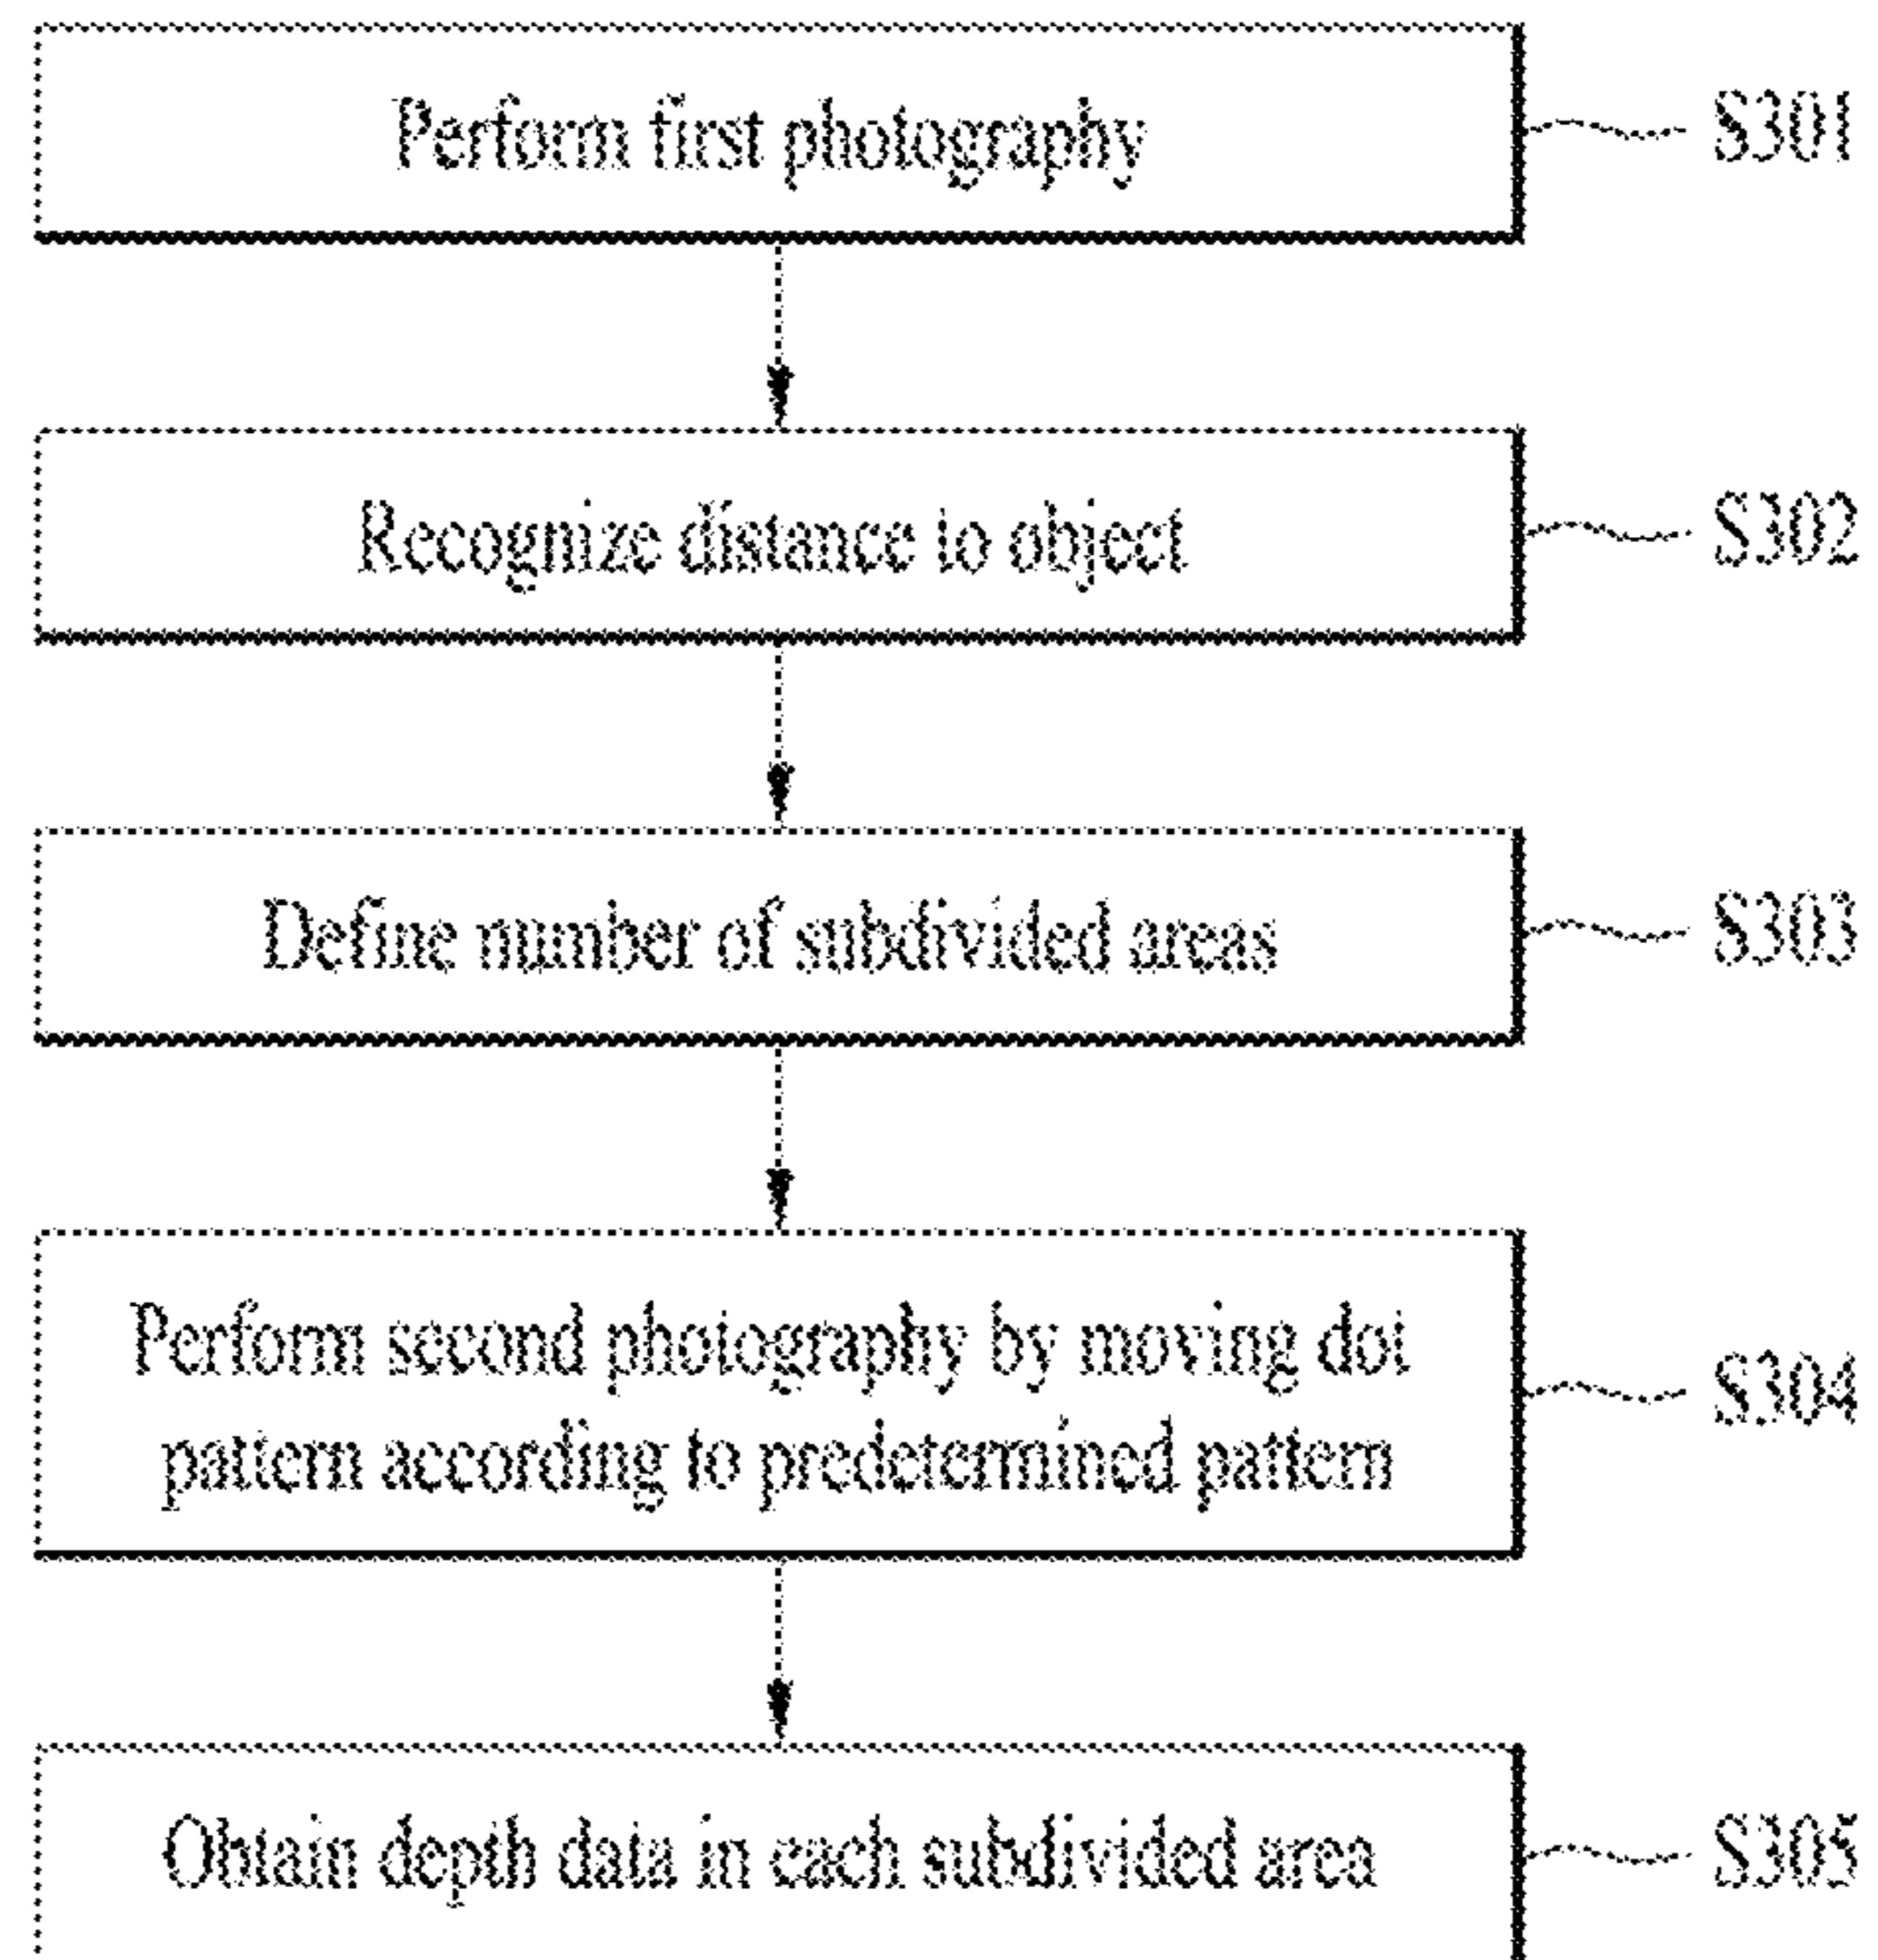 Perform first photography
S301
Recognize distance to object
S302
Define number of subdivided areas
S303
Perform second photography by moving dot
pattern according to predetermined pattern
S304
Obtain depth data in each subdivided area
S305